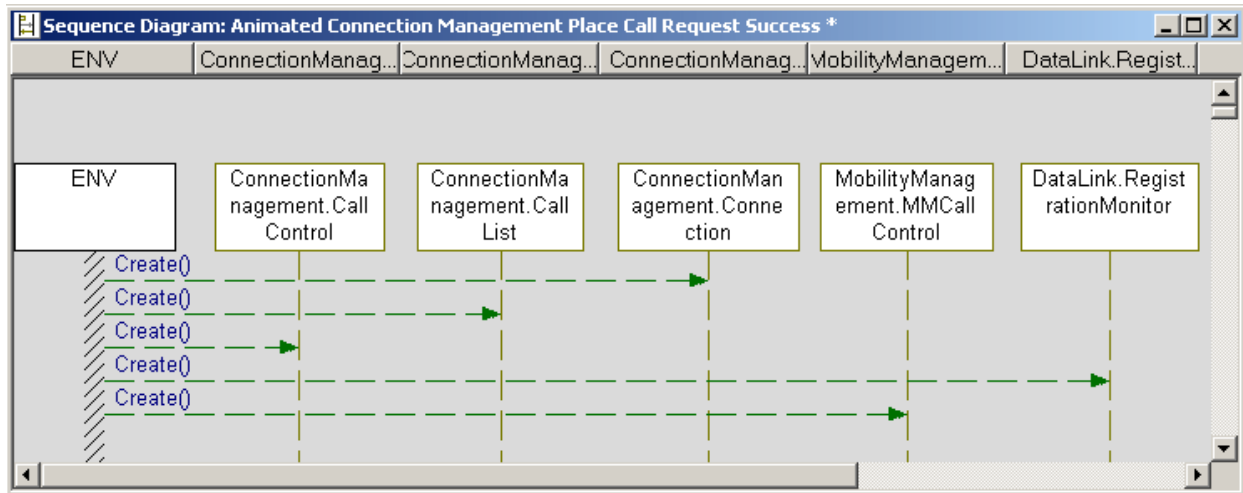 Sequence Diagram: Animated Connection Management Place Call Request Success *
ENV ConnectionManag... ConnectionManag... ConnectionManag... MobilityManagem... DataLink.Regist...
ENV
ConnectionMa
nagement.Call
Control
ConnectionMa
nagement.Call
List
ConnectionMan
agement.Conne
ction
MobilityManag
ement.MMCall
Control
DataLink.Regist
rationMonitor
Create()
Create()
Create()
Create()
Create()